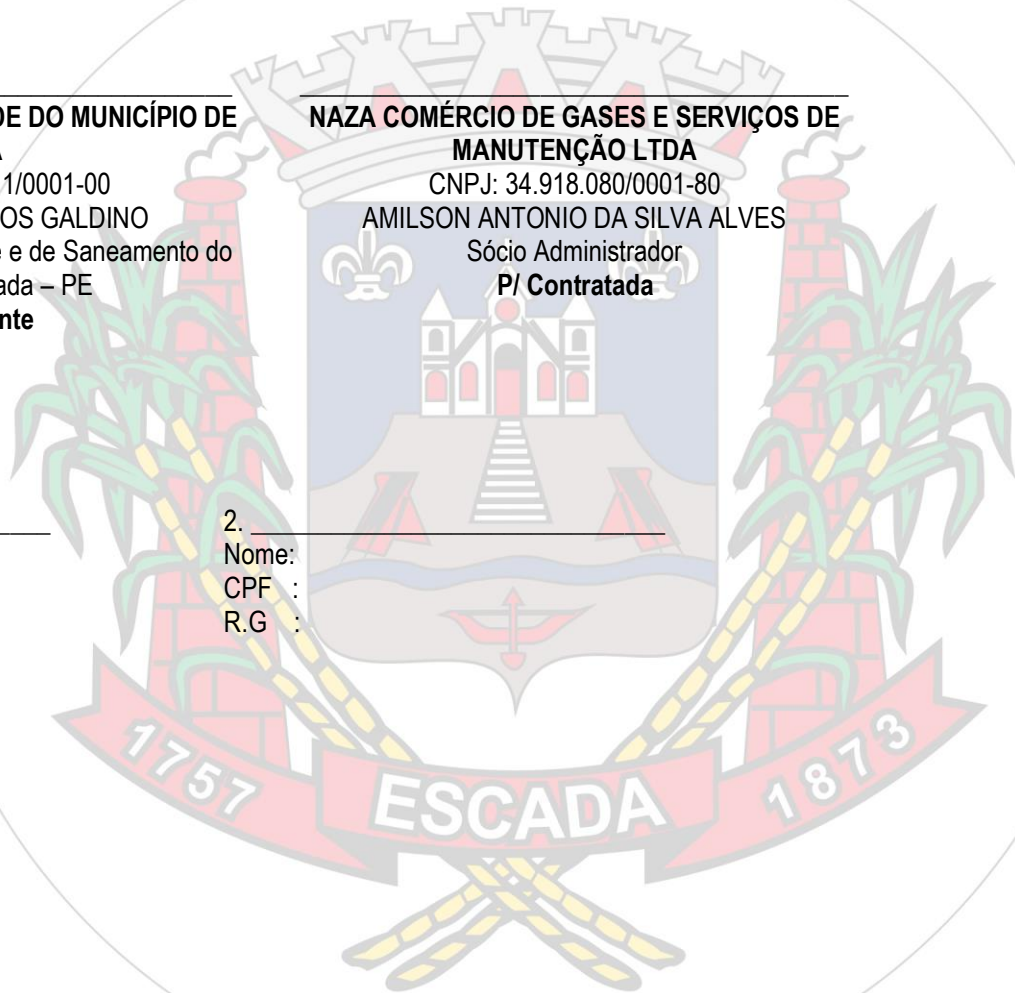 DE DO MUNICÍPIO DE
A
1/0001-00
OS GALDINO
e e de Saneamento do
ada – PE
nte
NAZA COMÉRCIO DE GASES E SERVIÇOS DE
MANUTENÇÃO LTDA
CNPJ: 34.918.080/0001-80
AMILSON ANTONIO DA SILVA ALVES
Sócio Administrador
P/ Contratada
2.
Nome:
CPF :
R.G :
1757
ESCADA
1873